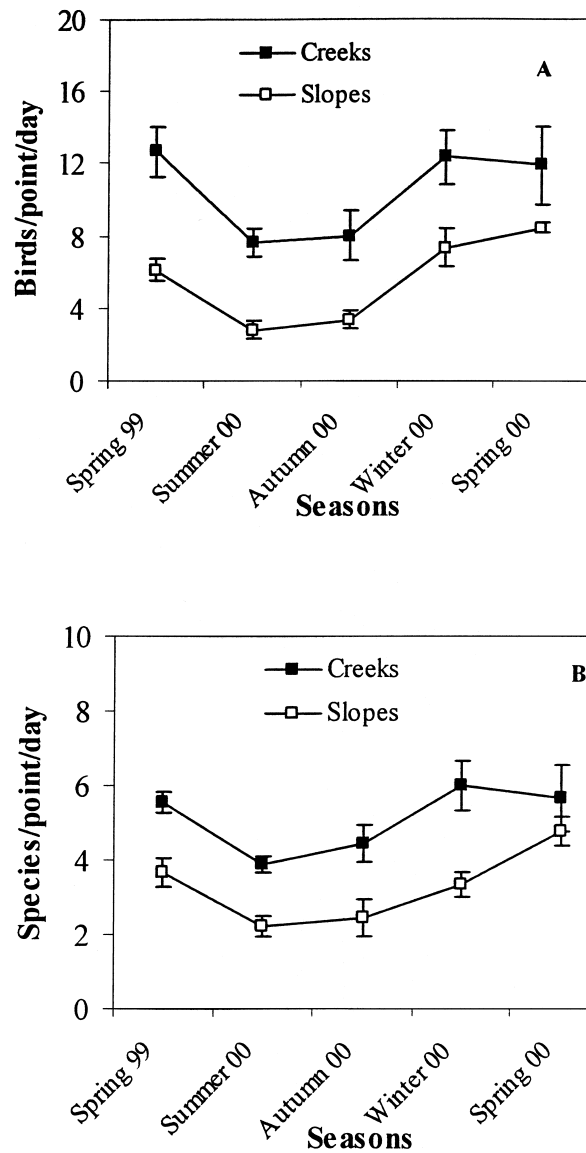 20
16
12
8
4
0
Birds/point/day
Creeks
Slopes
A
Spring 99
Summer 00
Autumn 00
Winter 00
Spring 00
Seasons
10
8
6
4
2
0
Species/point/day
Creeks
Slopes
B
Spring 99
Summer 00
Autumn 00
Winter 00
Spring 00
Seasons